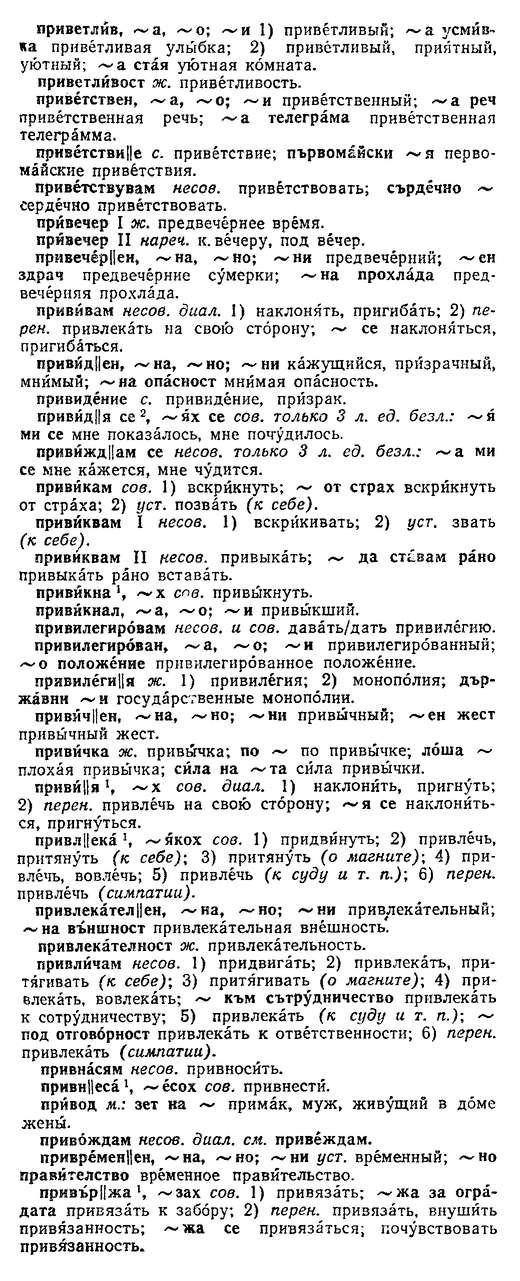 приветли́в, ~а, ~о; ~и 1) приве́тливый; ~а усми́в-
ка приве́тливая улы́бка; 2) приве́тливый, прия́тный,
ую́тный; ~а ста́я ую́тная ко́мната.
приветли́вост ж. приве́тливость.
приве́тствен, ~а, ~о; ~и приве́тственный; ~а реч
приве́тственная речь; ~а телегра́ма приве́тственная
телегра́мма.
приве́тстви||е с. приве́тствие; първома́йски ~я перво-
ма́йские приве́тствия.
приве́тствувам несов. приве́тствовать; сърде́чно ~
серде́чно приве́тствовать.
при́вечер I ж. предвече́рнее вре́мя.
при́вечер II нареч. к ве́черу, под ве́чер.
привече́р||ен, ~на, ~но; ~ни предвече́рний; ~ен
здрач предвече́рние су́мерки; ~на прохла́да пред-
вече́рняя прохла́да.
приви́вам несов. диал. 1) наклоня́ть, пригиба́ть; 2) пе-
рен. привлека́ть на свою́ сто́рону; ~ се наклоня́ться,
пригиба́ться.
приви́д||ен, ~на, ~но; ~ни ка́жущийся, при́зрачный,
мни́мый; ~на опа́сност мни́мая опа́сность.
привиде́ние с. привиде́ние, при́зрак.
приви́д||я се ², ~ях се сов. только 3 л. ед. безл.: ~я
ми се мне показа́лось, мне почу́дилось.
приви́жд||ам се несов. только 3 л. ед. безл.: ~а ми
се мне ка́жется, мне чу́дится.
приви́кам сов. 1) вскри́кнуть; ~ от страх вскри́кнуть
от стра́ха; 2) уст. позва́ть (к себе).
приви́квам I несов. 1) вскри́кивать; 2) уст. звать
(к себе).
приви́квам II несов. привыка́ть; ~ да ста́вам ра́но
привыка́ть ра́но встава́ть.
приви́кна ¹, ~х сов. привы́кнуть.
приви́кнал, ~а, ~о; ~и привы́кший.
привилегиро́вам несов. и сов. дава́ть/дать привиле́гию.
привилегиро́ван, ~а, ~о; ~и привилегиро́ванный;
~о положе́ние привилегиро́ванное положе́ние.
привиле́ги||я ж. 1) привиле́гия; 2) монопо́лия; дър-
жа́вни ~и госуда́рственные монопо́лии.
приви́ч||ен, ~на, ~но; ~ни привы́чный; ~ен жест
привы́чный жест.
приви́чка ж. привы́чка; по ~ по привы́чке; ло́ша ~
плоха́я привы́чка; си́ла на ~та си́ла привы́чки.
приви́||я ¹, ~х сов. диал. 1) наклони́ть, пригну́ть;
2) перен. привле́чь на свою́ сто́рону; ~я се наклони́ть-
ся, пригну́ться.
привл||ека́ ¹, ~я́кох сов. 1) придви́нуть; 2) привле́чь,
притяну́ть (к себе); 3) притяну́ть (о магните); 4) при-
вле́чь, вовле́чь; 5) привле́чь (к суду и т. п.); 6) перен.
привле́чь (симпатии).
привлека́тел||ен, ~на, ~но; ~ни привлека́тельный;
~на въ́ншност привлека́тельная вне́шность.
привлека́телност ж. привлека́тельность.
привли́чам несов. 1) придвига́ть; 2) привлека́ть, при-
тя́гивать (к себе); 3) притя́гивать (о магните); 4) при-
влека́ть, вовлека́ть; ~ към сътру́дничество привлека́ть
к сотру́дничеству; 5) привлека́ть (к суду и т. п.); ~
под отгово́рност привлека́ть к отве́тственности; 6) перен.
привлека́ть (симпатии).
привна́сям несов. привноси́ть.
привн||еса́ ¹, ~е́сох сов. привнести́.
при́вод м.: зет на ~ прима́к, муж, живу́щий в до́ме
жены́.
приво́ждам несов. диал. см. приве́ждам.
привре́мен||ен, ~на, ~но; ~ни уст. вре́менный; ~но
прави́телство вре́менное прави́тельство.
привъ́р||жа ¹, ~зах сов. 1) привяза́ть; ~жа за огра́-
дата привяза́ть к забо́ру; 2) перен. привяза́ть, внуши́ть
привя́занность; ~жа се привяза́ться; почу́вствовать
привя́занность.